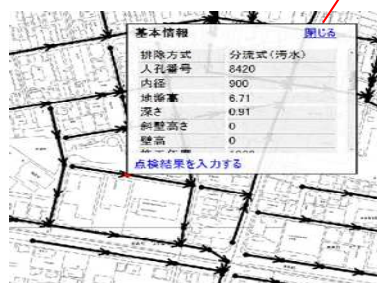 基本情報 閉じる
排除方式 分流式(汚水)
人孔番号 8420
内径 900
地盤高 6.71
深さ 0.91
斜壁高さ 0
壁高 0
点検結果を入力する